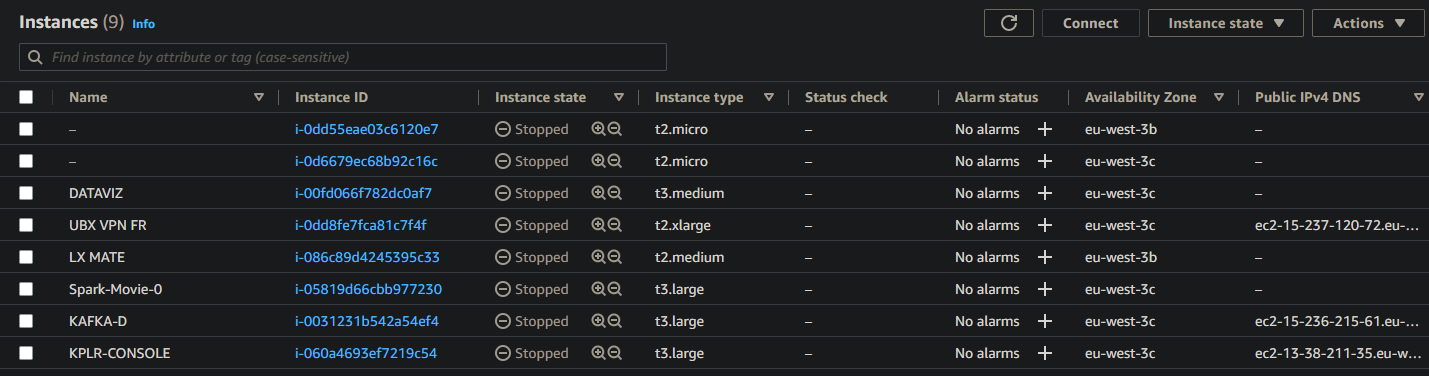 Instances (9) Info Connect Instance state Actions
Find instance by attribute or tag (case-sensitive)
Name Instance ID Instance state Instance type Status check Alarm status Availability Zone Public IPv4 DNS
– i-0dd55eae03c6120e7 Stopped t2.micro – No alarms + eu-west-3b –
– i-0d6679ec68b92c16c Stopped t2.micro – No alarms + eu-west-3c –
DATAVIZ i-00fd066f782dc0af7 Stopped t3.medium – No alarms + eu-west-3c –
UBX VPN FR i-0dd8fe7fca81c7f4f Stopped t2.xlarge – No alarms + eu-west-3c ec2-15-237-120-72.eu-...
LX MATE i-086c89d4245395c33 Stopped t2.medium – No alarms + eu-west-3b –
Spark-Movie-0 i-05819d66cbb977230 Stopped t3.large – No alarms + eu-west-3c –
KAFKA-D i-0031231b542a54ef4 Stopped t3.large – No alarms + eu-west-3c ec2-15-236-215-61.eu-...
KPLR-CONSOLE i-060a4693ef7219c54 Stopped t3.large – No alarms + eu-west-3c ec2-13-38-211-35.eu-w...